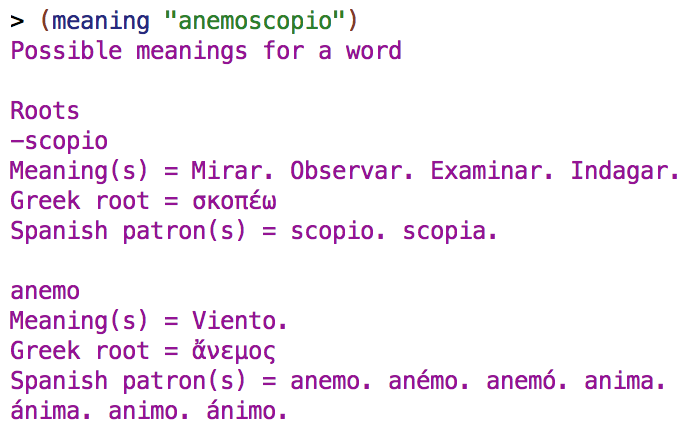 > (meaning "anemoscopio")
Possible meanings for a word
Roots
-scopio
Meaning(s) = Mirar. Observar. Examinar. Indagar.
Greek root = σκοπέω
Spanish patron(s) = scopio. scopia.
anemo
Meaning(s) = Viento.
Greek root = ἄνεμος
Spanish patron(s) = anemo. anémo. anemó. anima.
ánima. animo. ánimo.